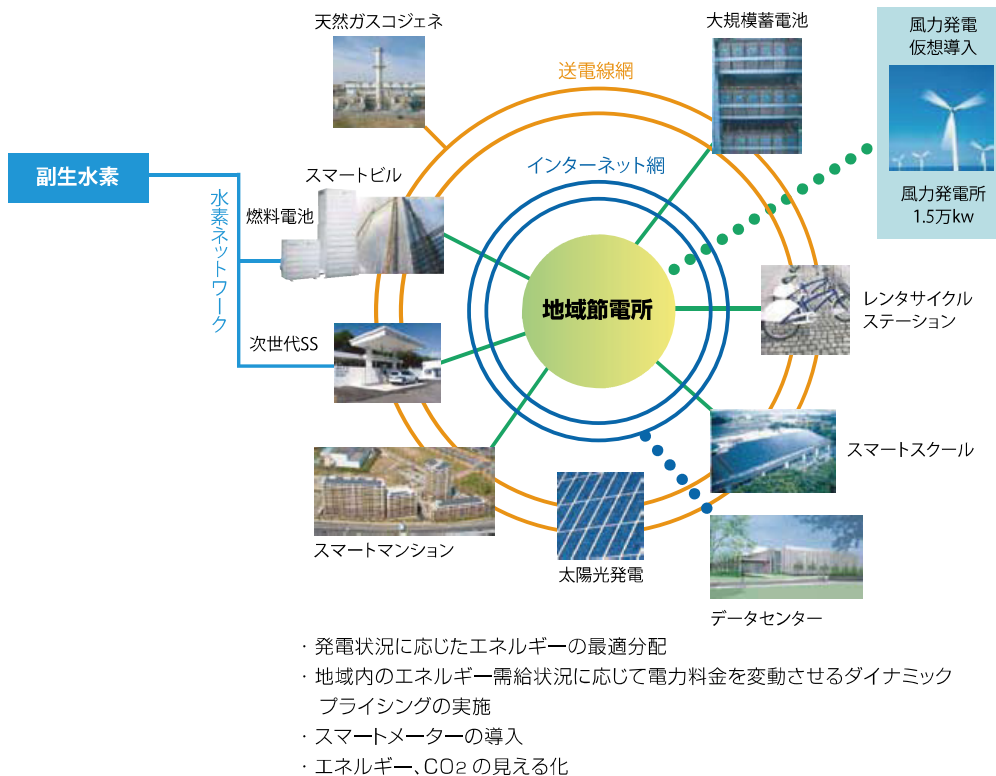 天然ガスコジェネ
大規模蓄電池
風力発電
仮想導入
送電線網
インターネット網
副生水素
スマートビル
水素ネットワーク
燃料電池
風力発電所
1.5万kw
地域節電所
レンタサイクル
ステーション
次世代SS
スマートスクール
スマートマンション
太陽光発電
データセンター
・発電状況に応じたエネルギーの最適分配
・地域内のエネルギー需給状況に応じて電力料金を変動させるダイナミック
プライシングの実施
・スマートメーターの導入
・エネルギー、CO2 の見える化